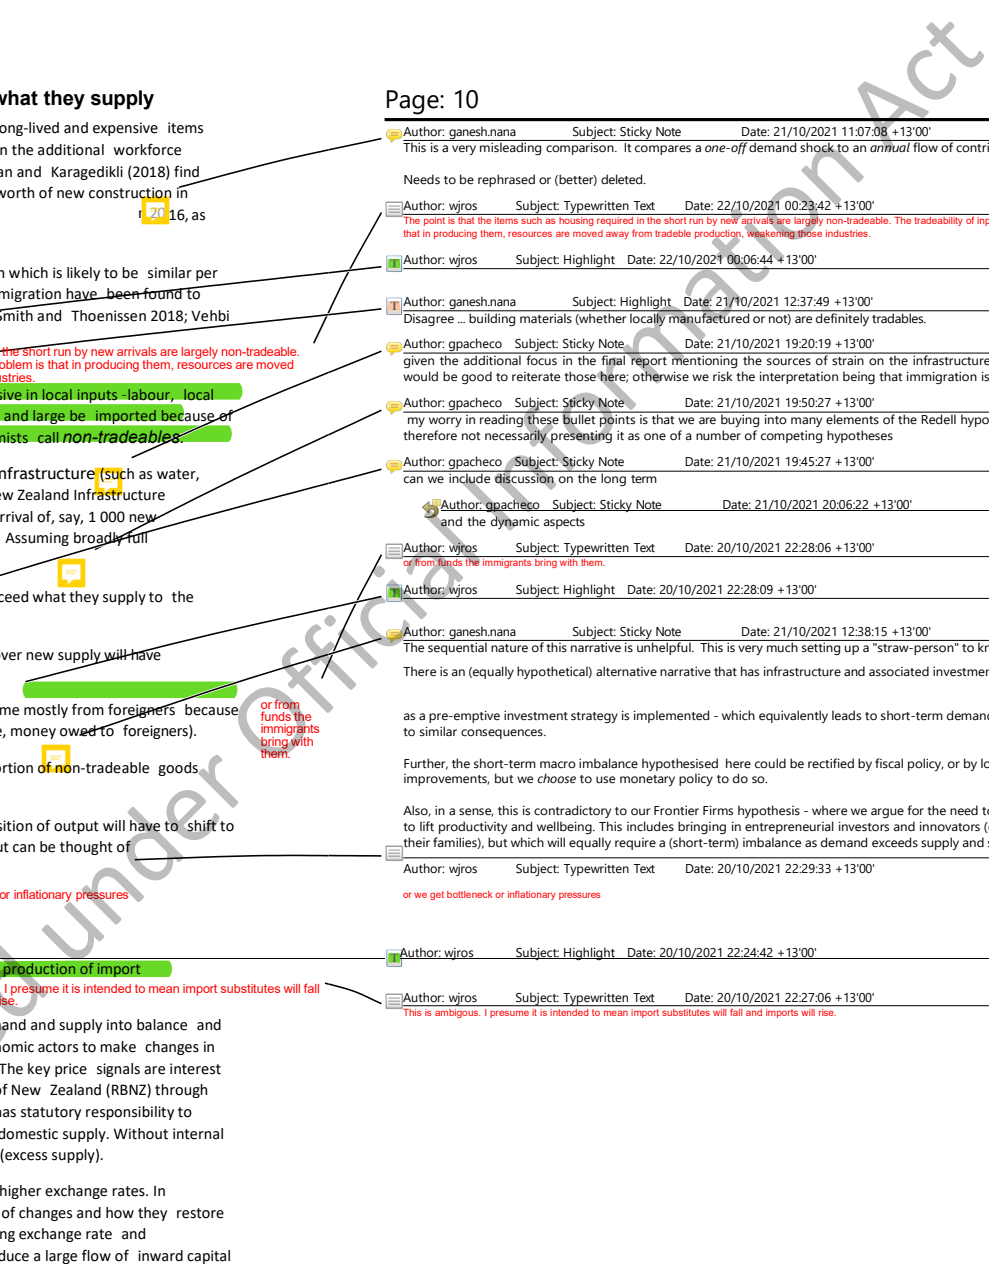 what they supply
ong-lived and expensive items
n the additional workforce
an and Karagedikli (2018) find
worth of new construction in
2016, as
n which is likely to be similar per
migration have been found to
Smith and Thoenissen 2018; Vehbi
the short run by new arrivals are largely non-tradeable.
oblem is that in producing them, resources are moved
ustries.
sive in local inputs -labour, local
and large be imported because of
mists call non-tradeables.
nfrastructure (such as water,
ew Zealand Infrastructure
rrival of, say, 1 000 new
Assuming broadly full
ceed what they supply to the
over new supply will have
me mostly from foreigners because
e, money owed to foreigners).
or from
funds the
immigrants
bring with
them.
ortion of non-tradeable goods
sition of output will have to shift to
ut can be thought of
or inflationary pressures
production of import
I presume it is intended to mean import substitutes will fall
ise.
and and supply into balance and
nomic actors to make changes in
The key price signals are interest
of New Zealand (RBNZ) through
has statutory responsibility to
domestic supply. Without internal
(excess supply).
higher exchange rates. In
of changes and how they restore
ng exchange rate and
duce a large flow of inward capital
Page: 10
Author: ganesh.nana Subject: Sticky Note Date: 21/10/2021 11:07:08 +13'00'
This is a very misleading comparison. It compares a one-off demand shock to an annual flow of contri
Needs to be rephrased or (better) deleted.
Author: wjros Subject: Typewritten Text Date: 22/10/2021 00:23:42 +13'00'
The point is that the items such as housing required in the short run by new arrivals are largely non-tradeable. The tradeability of inp
that in producing them, resources are moved away from tradeble production, weakening those industries.
Author: wjros Subject: Highlight Date: 22/10/2021 00:06:44 +13'00'
Author: ganesh.nana Subject: Highlight Date: 21/10/2021 12:37:49 +13'00'
Disagree ... building materials (whether locally manufactured or not) are definitely tradables.
Author: gpacheco Subject: Sticky Note Date: 21/10/2021 19:20:19 +13'00'
given the additional focus in the final report mentioning the sources of strain on the infrastructure
would be good to reiterate those here; otherwise we risk the interpretation being that immigration is
Author: gpacheco Subject: Sticky Note Date: 21/10/2021 19:50:27 +13'00'
my worry in reading these bullet points is that we are buying into many elements of the Redell hypo
therefore not necessarily presenting it as one of a number of competing hypotheses
Author: gpacheco Subject: Sticky Note Date: 21/10/2021 19:45:27 +13'00'
can we include discussion on the long term
Author: gpacheco Subject: Sticky Note Date: 21/10/2021 20:06:22 +13'00'
and the dynamic aspects
Author: wjros Subject: Typewritten Text Date: 20/10/2021 22:28:06 +13'00'
or from funds the immigrants bring with them.
Author: wjros Subject: Highlight Date: 20/10/2021 22:28:09 +13'00'
Author: ganesh.nana Subject: Sticky Note Date: 21/10/2021 12:38:15 +13'00'
The sequential nature of this narrative is unhelpful. This is very much setting up a "straw-person" to kn
There is an (equally hypothetical) alternative narrative that has infrastructure and associated investmen
as a pre-emptive investment strategy is implemented - which equivalently leads to short-term demand
to similar consequences.
Further, the short-term macro imbalance hypothesised here could be rectified by fiscal policy, or by lo
improvements, but we choose to use monetary policy to do so.
Also, in a sense, this is contradictory to our Frontier Firms hypothesis - where we argue for the need to
to lift productivity and wellbeing. This includes bringing in entrepreneurial investors and innovators (
their families), but which will equally require a (short-term) imbalance as demand exceeds supply and s
Author: wjros Subject: Typewritten Text Date: 20/10/2021 22:29:33 +13'00'
or we get bottleneck or inflationary pressures
Author: wjros Subject: Highlight Date: 20/10/2021 22:24:42 +13'00'
Author: wjros Subject: Typewritten Text Date: 20/10/2021 22:27:06 +13'00'
This is ambigous. I presume it is intended to mean import substitutes will fall and imports will rise.
d under Official Information Act